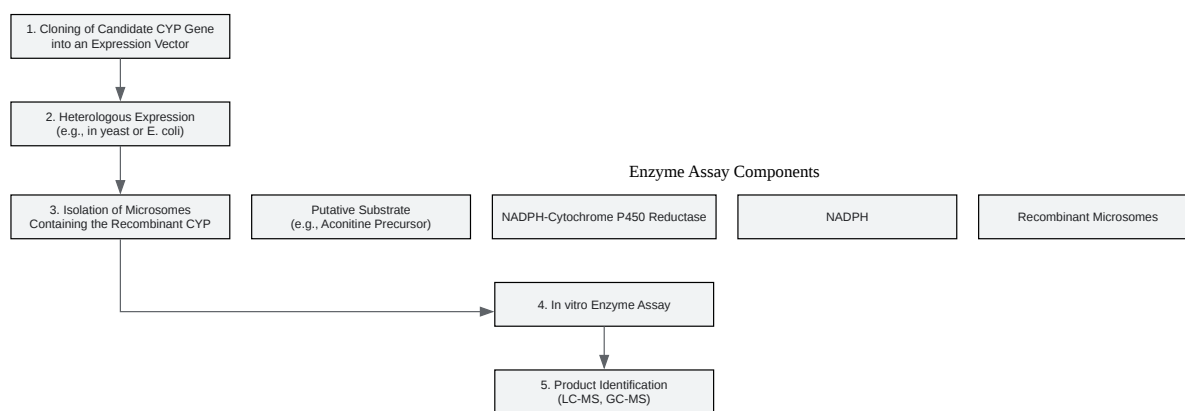 1. Cloning of Candidate CYP Gene
into an Expression Vector
2. Heterologous Expression
(e.g., in yeast or E. coli)
Enzyme Assay Components
3. Isolation of Microsomes
Containing the Recombinant CYP
Putative Substrate
(e.g., Aconitine Precursor)
NADPH-Cytochrome P450 Reductase
NADPH
Recombinant Microsomes
4. In vitro Enzyme Assay
5. Product Identification
(LC-MS, GC-MS)